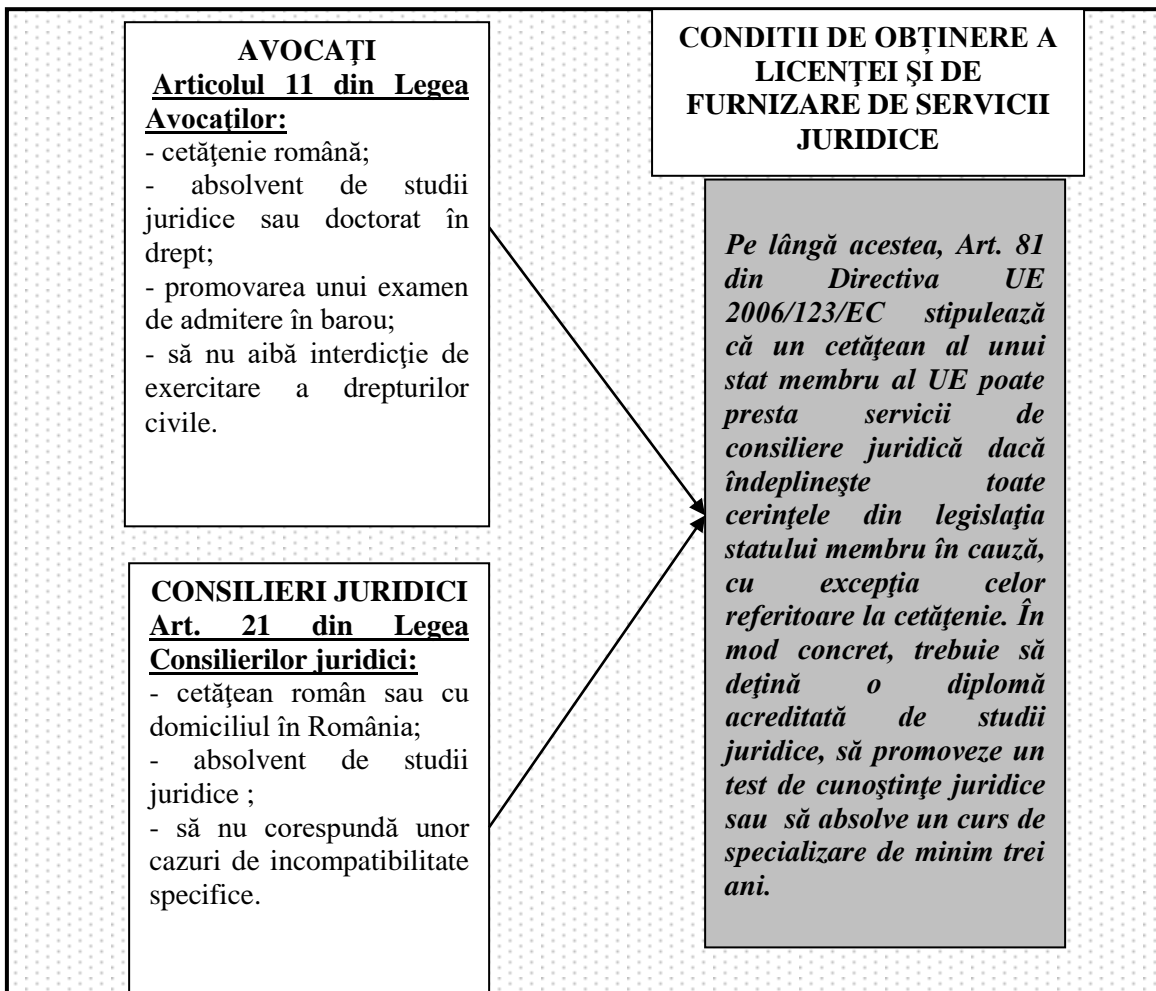 AVOCAŢI
Articolul 11 din Legea
Avocaţilor:
- cetăţenie română;
- absolvent de studii
juridice sau doctorat în
drept;
- promovarea unui examen
de admitere în barou;
- să nu aibă interdicţie de
exercitare a drepturilor
civile.
CONSILIERI JURIDICI
Art. 21 din Legea
Consilierilor juridici:
- cetăţean român sau cu
domiciliul în România;
- absolvent de studii
juridice ;
- să nu corespundă unor
cazuri de incompatibilitate
specifice.
CONDITII DE OBȚINERE A
LICENŢEI ŞI DE
FURNIZARE DE SERVICII
JURIDICE
Pe lângă acestea, Art. 81
din Directiva UE
2006/123/EC stipulează
că un cetăţean al unui
stat membru al UE poate
presta servicii de
consiliere juridică dacă
îndeplineşte toate
cerinţele din legislaţia
statului membru în cauză,
cu excepţia celor
referitoare la cetăţenie. În
mod concret, trebuie să
deţină o diplomă
acreditată de studii
juridice, să promoveze un
test de cunoştinţe juridice
sau să absolve un curs de
specializare de minim trei
ani.